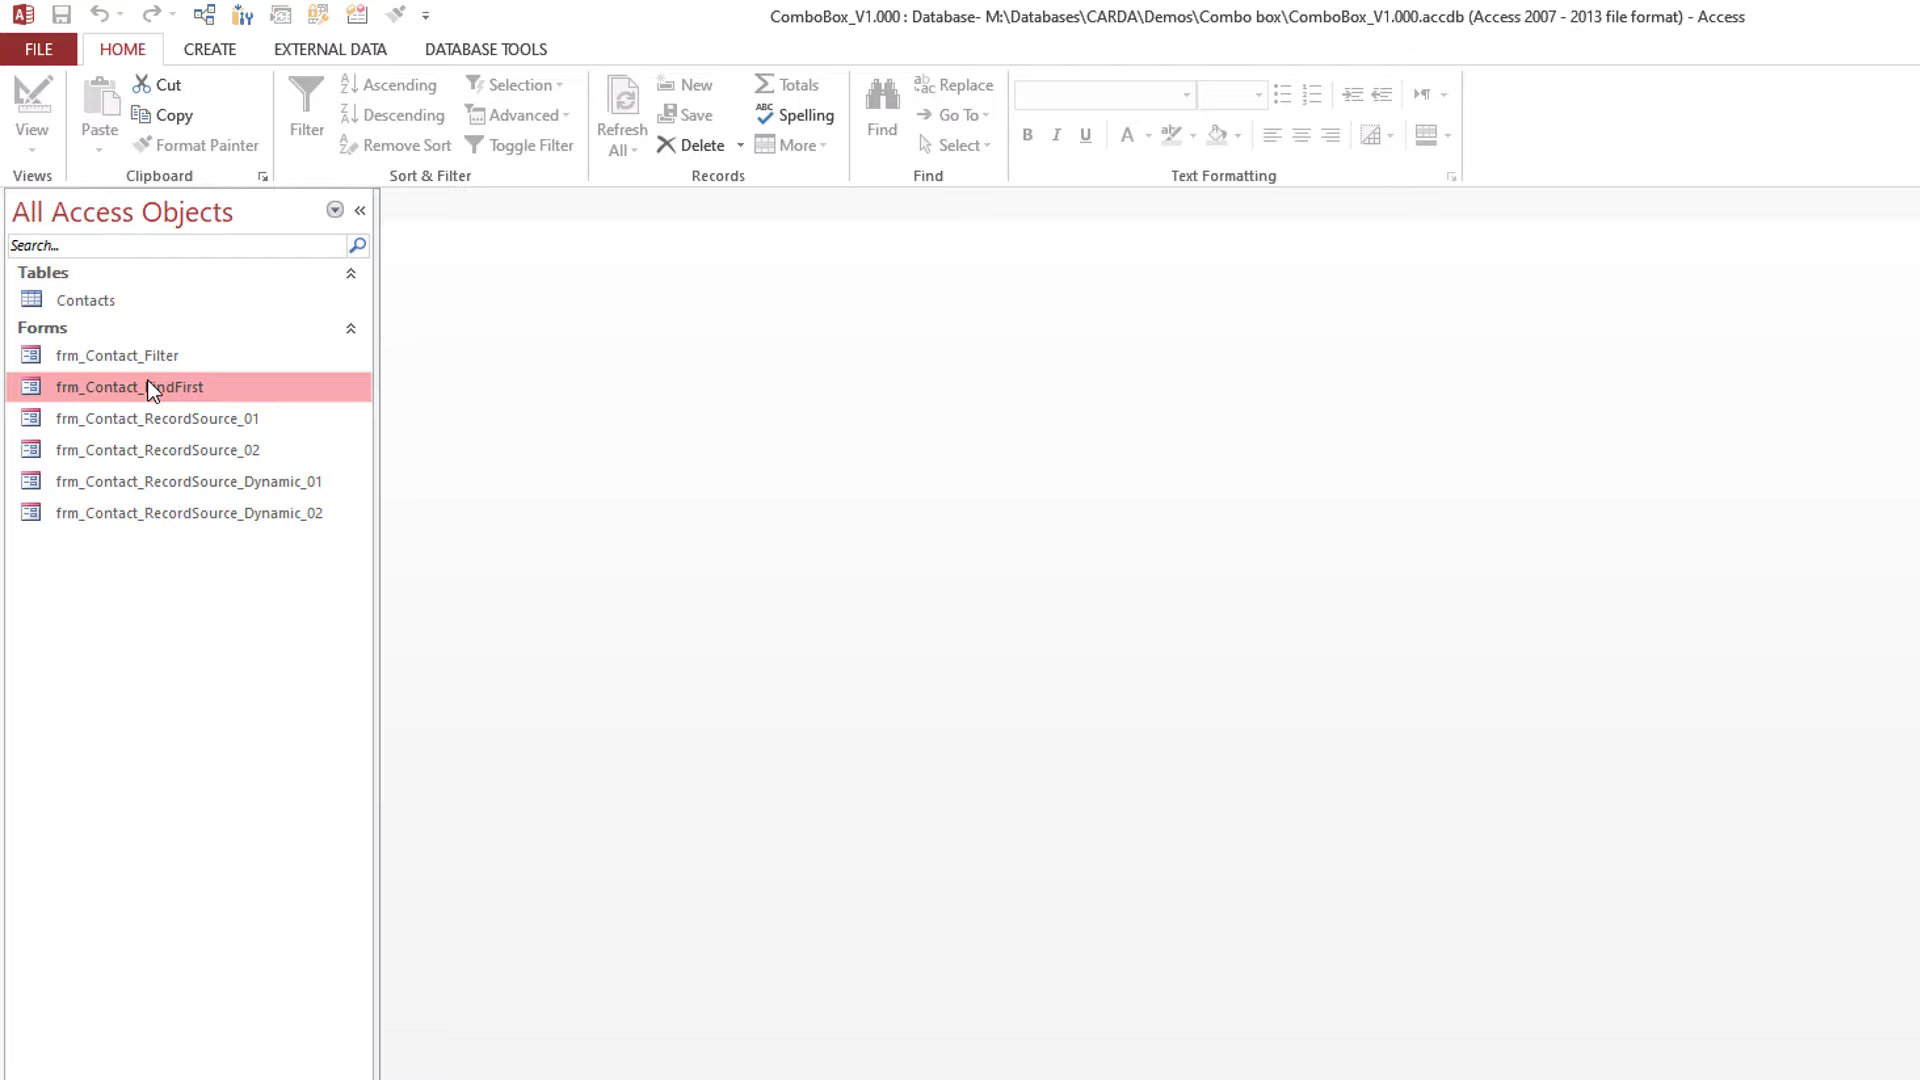 ComboBox_V1.000 : Database- M:\Databases\CARDA\Demos\Combo box\ComboBox_V1.000.accdb (Access 2007 - 2013 file format) - Access
FILE HOME CREATE EXTERNAL DATA DATABASE TOOLS
View
Views
Paste
Cut
Copy
Format Painter
Clipboard
Filter
Ascending
Descending
Remove Sort
Selection
Advanced
Toggle Filter
Sort & Filter
Refresh
All
New
Save
Delete
Totals
Spelling
More
Records
Find
Replace
Go To
Select
Find
B I U A
Text Formatting
All Access Objects
Search...
Tables
Contacts
Forms
frm_Contact_Filter
frm_Contact_ ndFirst
frm_Contact_RecordSource_01
frm_Contact_RecordSource_02
frm_Contact_RecordSource_Dynamic_01
frm_Contact_RecordSource_Dynamic_02